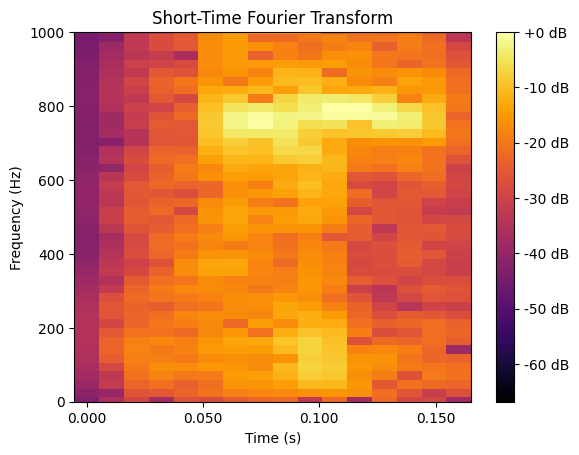 Short-Time Fourier Transform
Frequency (Hz)
1000
800
600
400
200
0
0.000
0.050
0.100
0.150
Time (s)
+0 dB
-10 dB
-20 dB
-30 dB
-40 dB
-50 dB
-60 dB